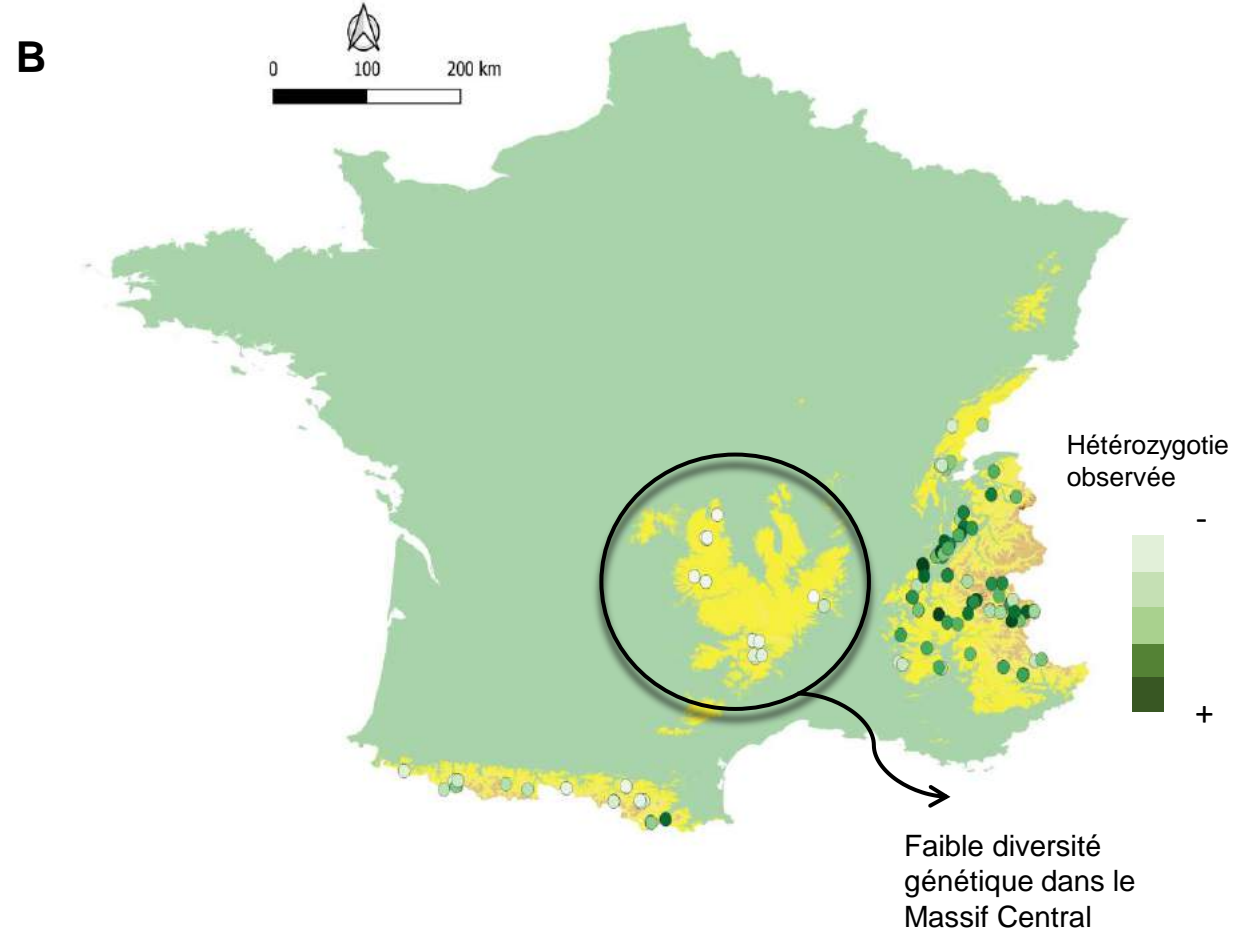 B
0 100 200 km
Hétérozygotie
observée
-
+
Faible diversité
génétique dans le
Massif Central